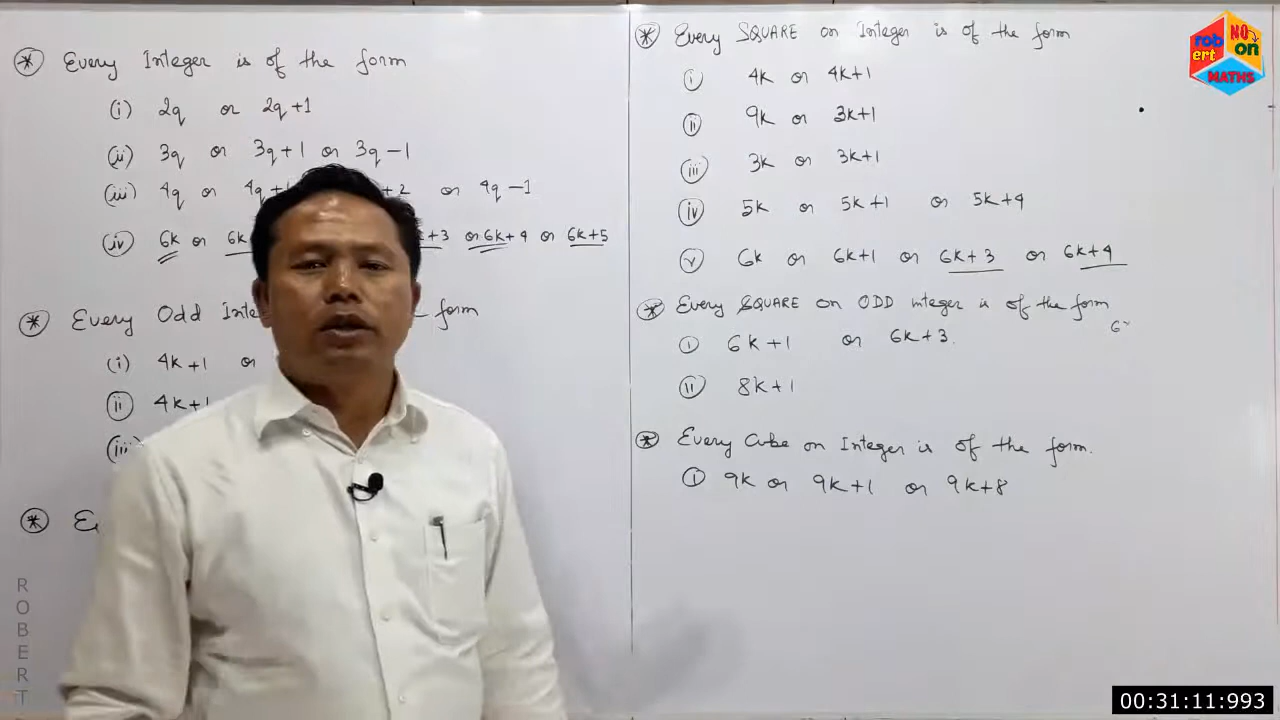 * Every Integer is of the form
(i) 2q or 2q+1
(ii) 3q or 3q+1 or 3q-1
(iii) 4q or 4q+1 +2 or 4q-1
(iv) 6k or 6k +3 or 6k+4 or 6k+5
* Every Odd form
(i) 4k+1 or
(ii) 4k+1
(iii)
*
* Every SQUARE on Integer is of the form
(i) 4k or 4k+1
(ii) 9k or 3k+1
(iii) 3k or 3k+1
(iv) 5k or 5k+1 or 5k+4
(v) 6k or 6k+1 or 6k+3 or 6k+4
* Every SQUARE on ODD integer is of the form
(i) 6k+1 or 6k+3.
(ii) 8k+1
* Every Cube on Integer is of the form.
(i) 9k or 9k+1 or 9k+8
robert NO on MATHS
ROBERT
00:31:11:993